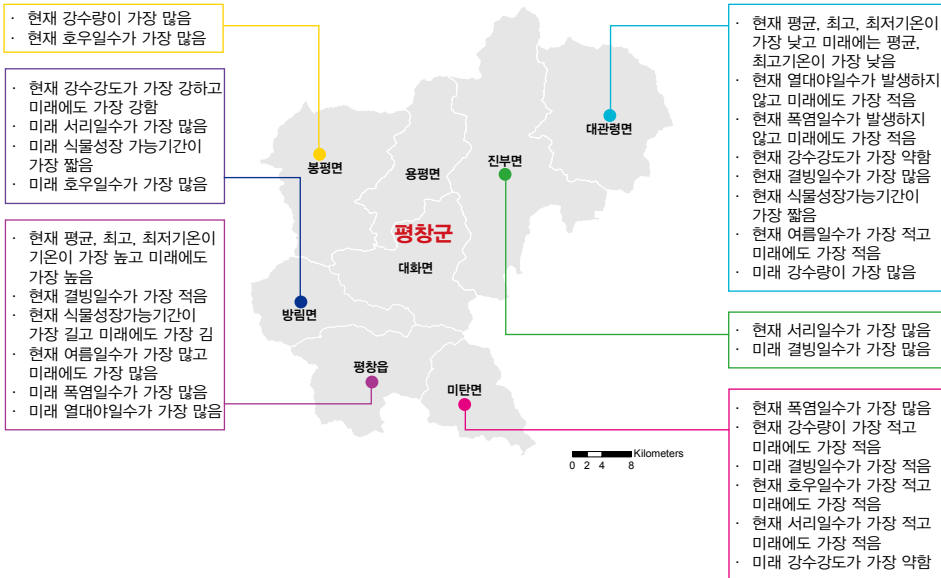 · 현재 강수량이 가장 많음
· 현재 호우일수가 가장 많음
· 현재 강수강도가 가장 강하고
미래에도 가장 강함
· 미래 서리일수가 가장 많음
· 미래 식물성장 가능기간이
가장 짧음
· 미래 호우일수가 가장 많음
· 현재 평균, 최고, 최저기온이
기온이 가장 높고 미래에도
가장 높음
· 현재 결빙일수가 가장 적음
· 현재 식물성장가능기간이
가장 길고 미래에도 가장 김
· 현재 여름일수가 가장 많고
미래에도 가장 많음
· 미래 폭염일수가 가장 많음
· 미래 열대야일수가 가장 많음
대관령면
봉평면
용평면
진부면
평창군
대화면
방림면
평창읍
미탄면
Kilometers
0 2 4 8
· 현재 평균, 최고, 최저기온이
가장 낮고 미래에는 평균,
최고기온이 가장 낮음
· 현재 열대야일수가 발생하지
않고 미래에도 가장 적음
· 현재 폭염일수가 발생하지
않고 미래에도 가장 적음
· 현재 강수강도가 가장 약함
· 현재 결빙일수가 가장 많음
· 현재 식물성장가능기간이
가장 짧음
· 현재 여름일수가 가장 적고
미래에도 가장 적음
· 미래 강수량이 가장 많음
· 현재 서리일수가 가장 많음
· 미래 결빙일수가 가장 많음
· 현재 폭염일수가 가장 많음
· 현재 강수량이 가장 적고
미래에도 가장 적음
· 미래 결빙일수가 가장 적음
· 현재 호우일수가 가장 적고
미래에도 가장 적음
· 현재 서리일수가 가장 적고
미래에도 가장 적음
· 미래 강수강도가 가장 약함